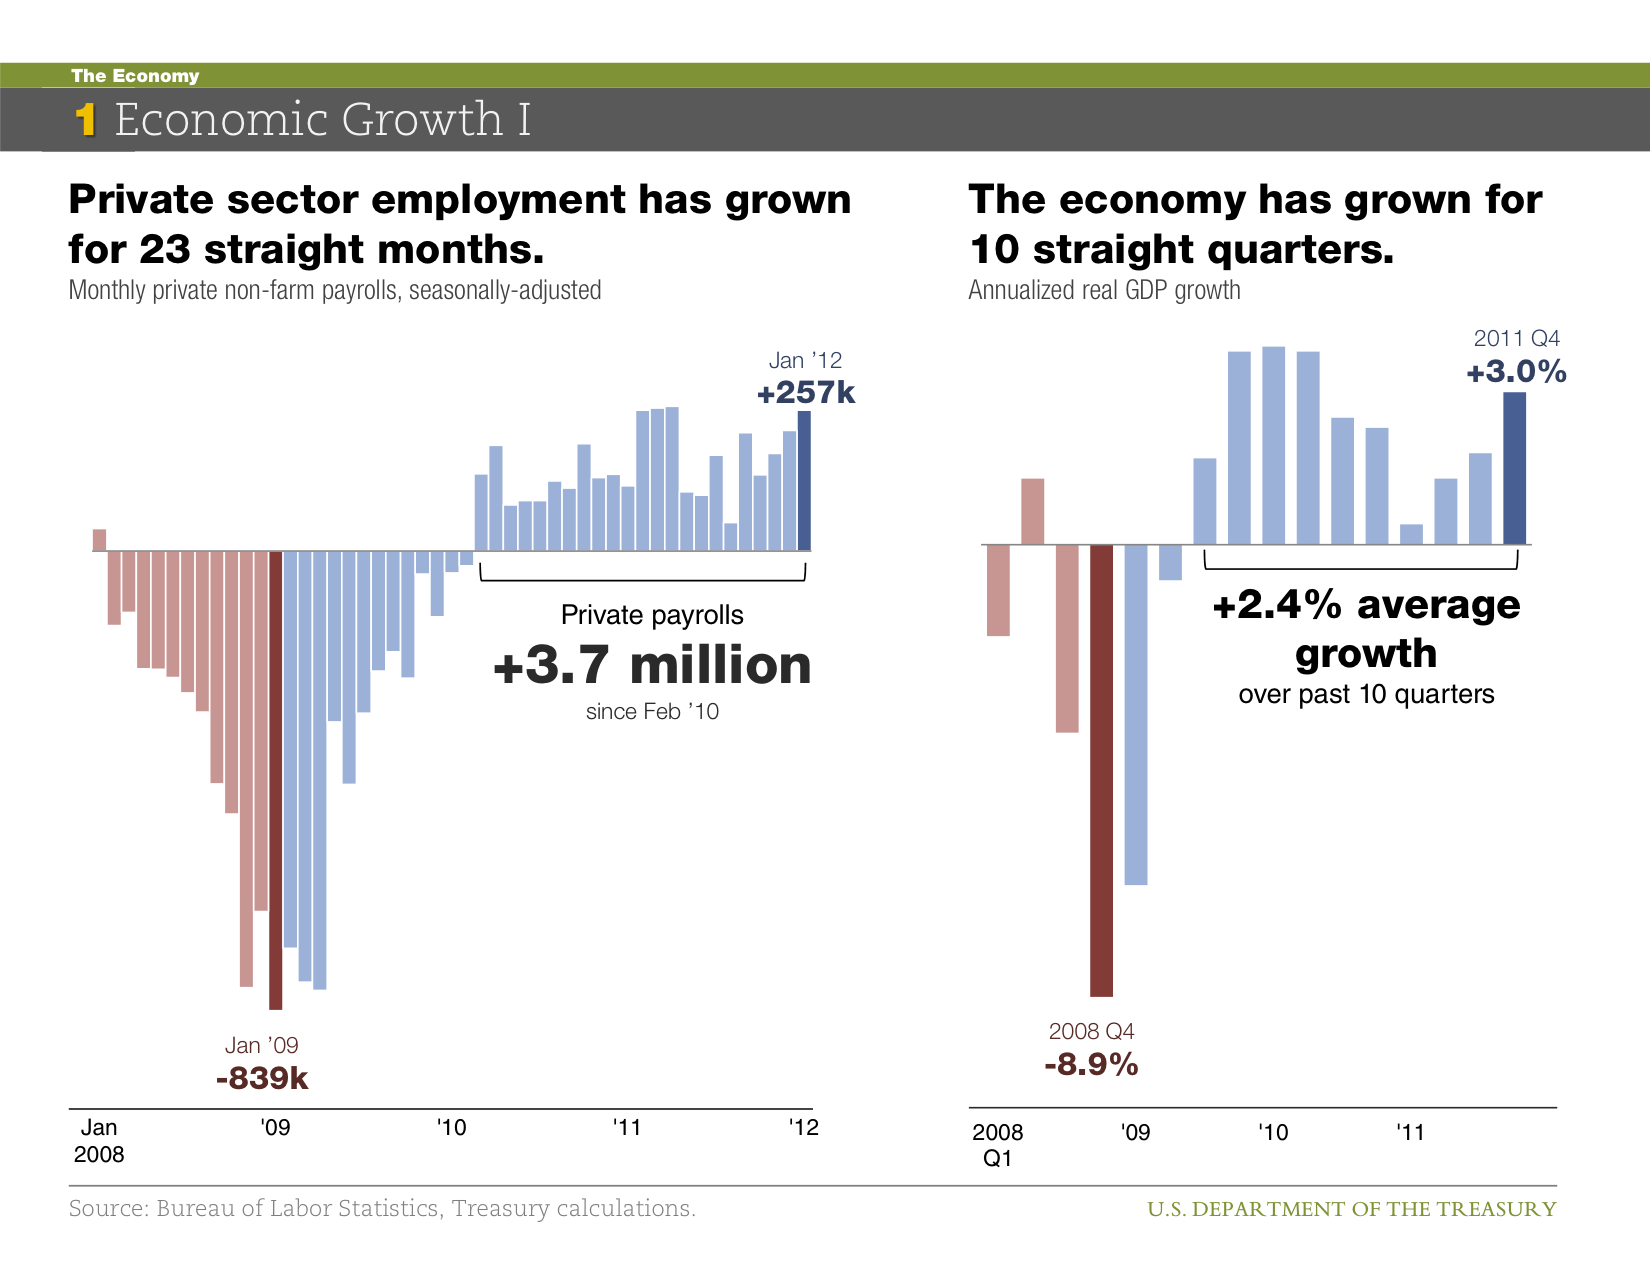 The Economy
1 Economic Growth I
Private sector employment has grown
for 23 straight months.
Monthly private non-farm payrolls, seasonally-adjusted
Jan ’12
+257k
Private payrolls
+3.7 million
since Feb ’10
Jan ’09
-839k
Jan
2008
'09
'10
'11
'12
The economy has grown for
10 straight quarters.
Annualized real GDP growth
2011 Q4
+3.0%
+2.4% average
growth
over past 10 quarters
2008 Q4
-8.9%
2008
Q1
'09
'10
'11
Source: Bureau of Labor Statistics, Treasury calculations.
U.S. DEPARTMENT OF THE TREASURY